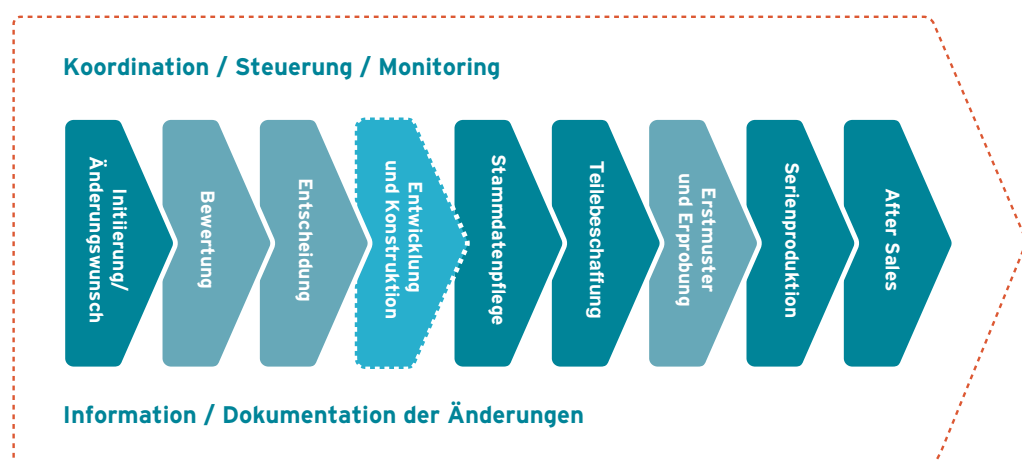 Koordination / Steuerung / Monitoring
Initiierung/
Änderungswunsch
Bewertung
Entscheidung
Entwicklung
und Konstruktion
Stammdatenpflege
Teilebeschaffung
Erstmuster
und Erprobung
Serienproduktion
After Sales
Information / Dokumentation der Änderungen